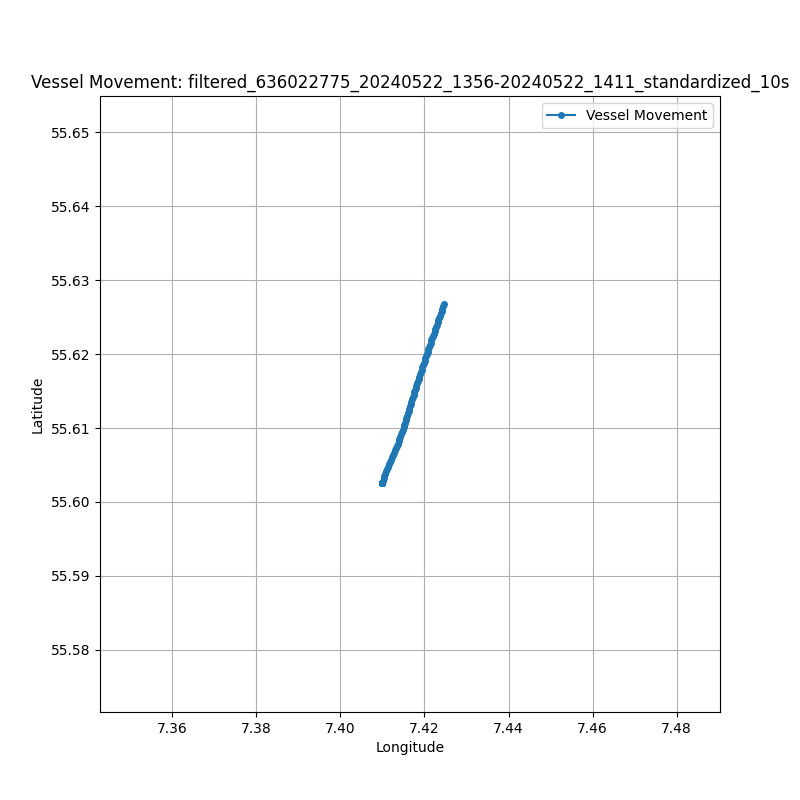 Vessel Movement: filtered_636022775_20240522_1356-20240522_1411_standardized_10s
Vessel Movement
55.65
55.64
55.63
55.62
55.61
55.60
55.59
55.58
Latitude
7.36 7.38 7.40 7.42 7.44 7.46 7.48
Longitude